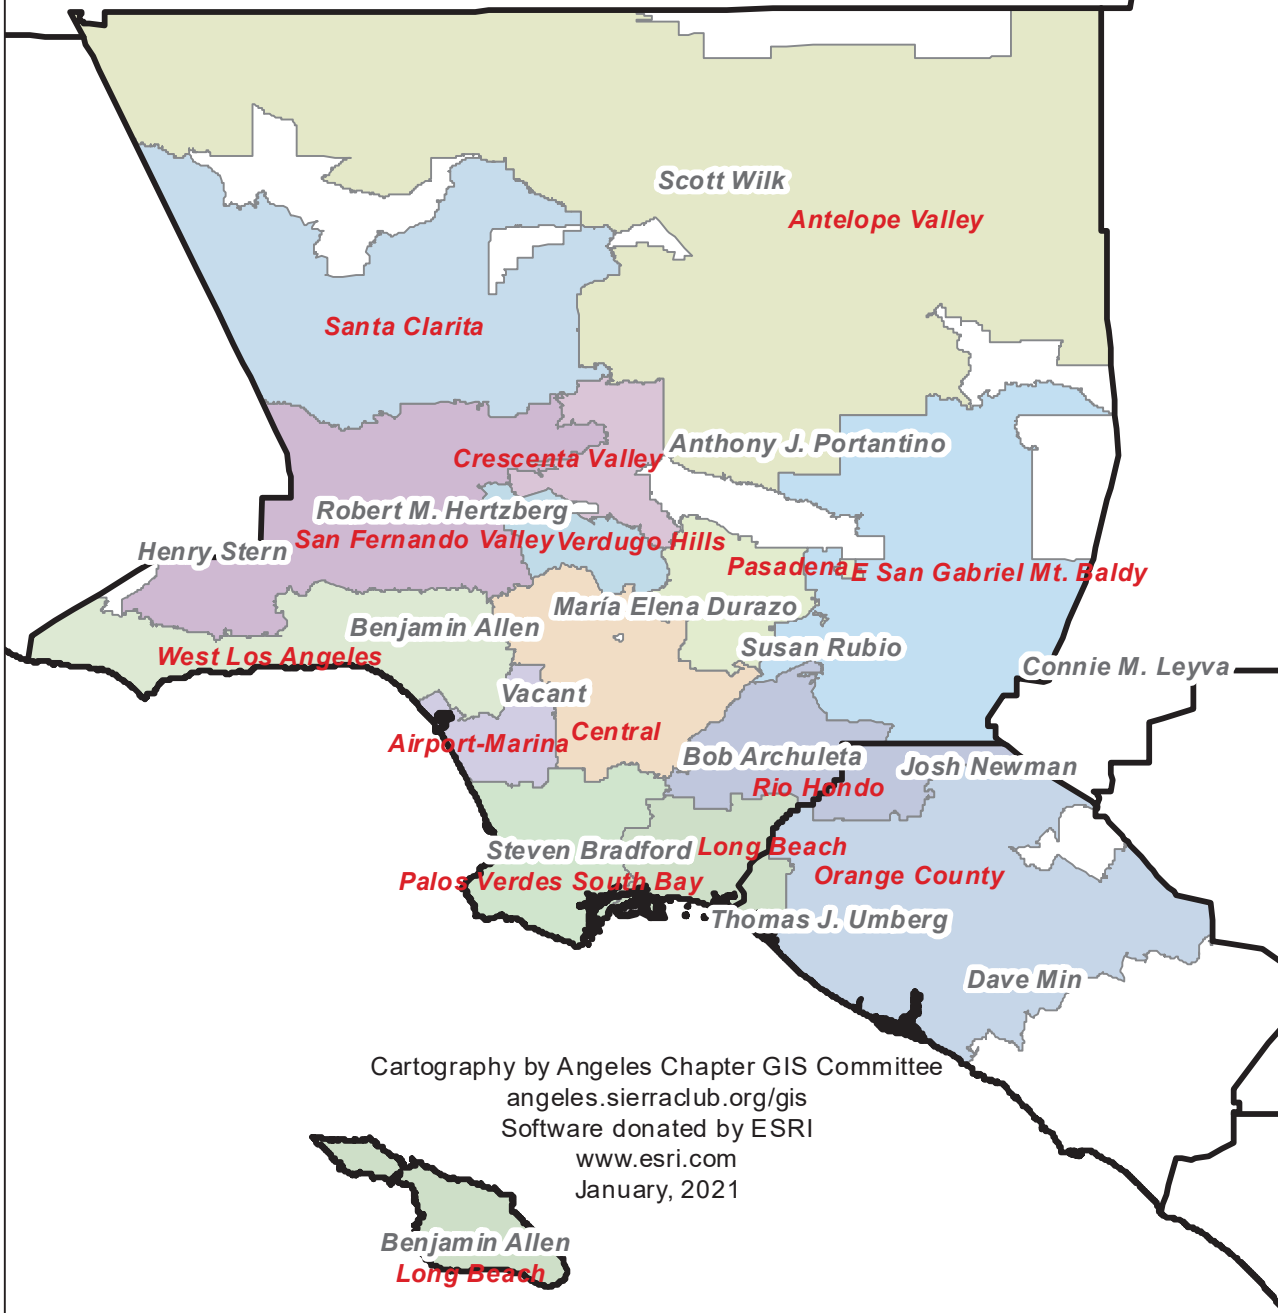 Scott Wilk
Antelope Valley
Santa Clarita
Anthony J. Portantino
Crescenta Valley
Robert M. Hertzberg
San Fernando Valley
Verdugo Hills
Henry Stern
Pasadena
E San Gabriel Mt. Baldy
María Elena Durazo
Benjamin Allen
Susan Rubio
West Los Angeles
Connie M. Leyva
Vacant
Central
Airport-Marina
Bob Archuleta
Josh Newman
Rio Hondo
Steven Bradford
Long Beach
Palos Verdes South Bay
Orange County
Thomas J. Umberg
Dave Min
Cartography by Angeles Chapter GIS Committee
angeles.sierraclub.org/gis
Software donated by ESRI
www.esri.com
January, 2021
Benjamin Allen
Long Beach